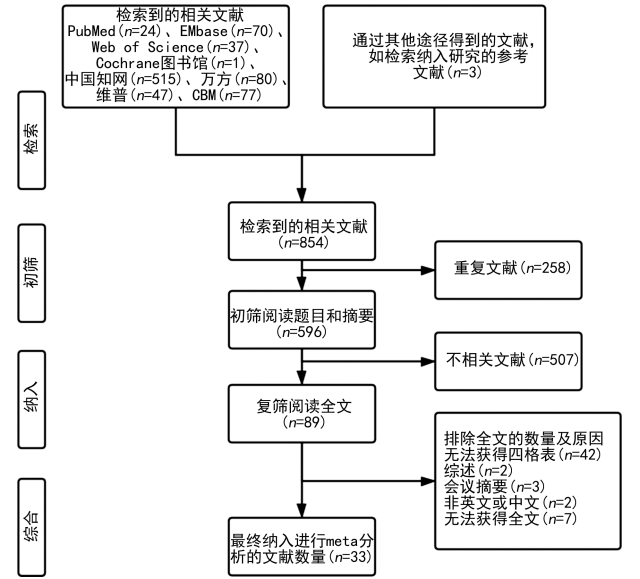 检索到的相关文献
PubMed(n=24)、EMbase(n=70)、
Web of Science(n=37)、
Cochrane图书馆(n=1)、
中国知网(n=515)、万方(n=80)、
维普(n=47)、CBM(n=77)
通过其他途径得到的文献，
如检索纳入研究的参考
文献(n=3)
检索
检索到的相关文献
(n=854)
初筛
重复文献(n=258)
初筛阅读题目和摘要
(n=596)
不相关文献(n=507)
纳入
复筛阅读全文
(n=89)
排除全文的数量及原因
无法获得四格表(n=42)
综述(n=2)
会议摘要(n=3)
非英文或中文(n=2)
无法获得全文(n=7)
综合
最终纳入进行meta分
析的文献数量(n=33)